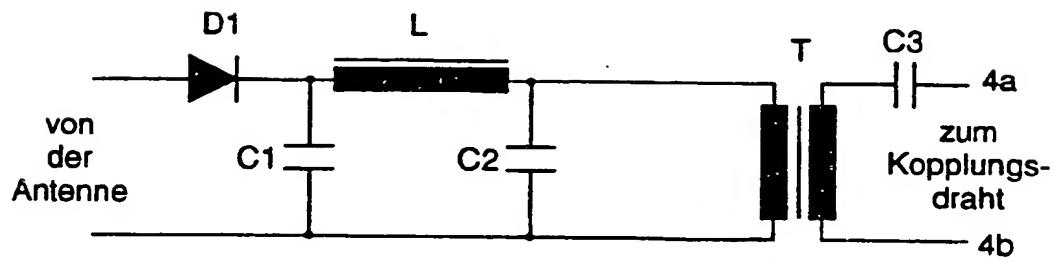 D1
L
T
C3
4a
von
der
Antenne
C1
C2
zum
Kopplungs-
draht
4b